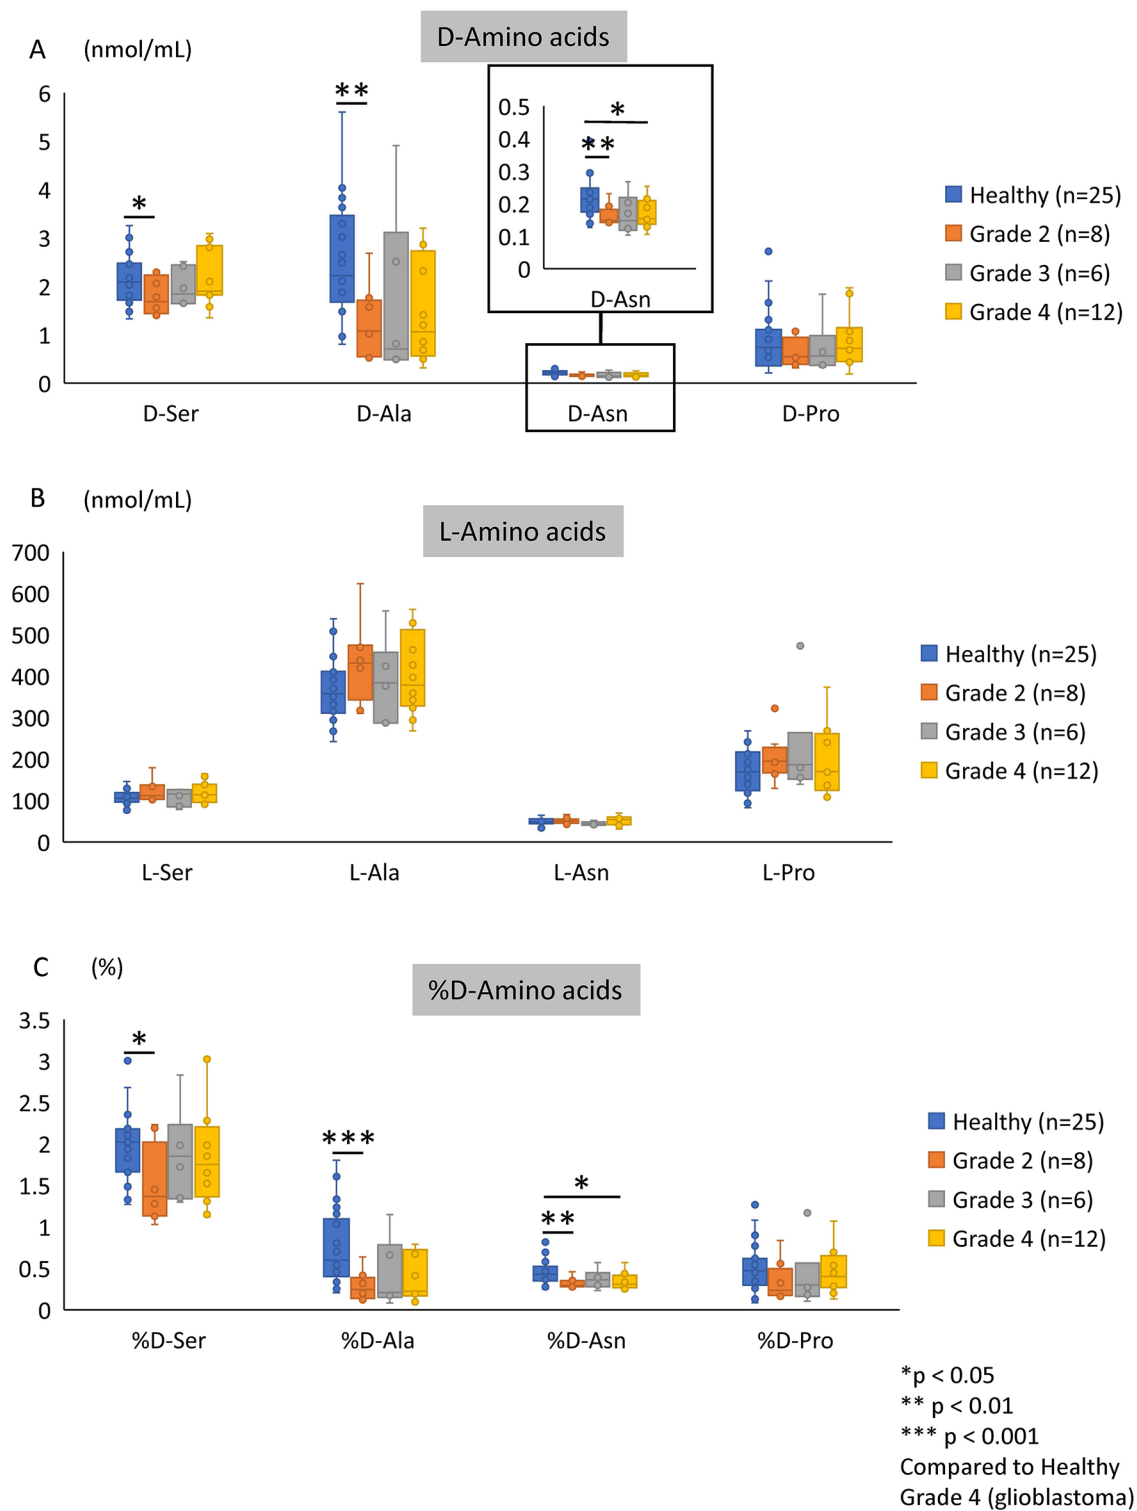 A (nmol/mL) D-Amino acids
6
5
4
3
2
1
0
*
**
0.5
0.4
0.3
0.2
0.1
0
*
**
D-Asn
Healthy (n=25)
Grade 2 (n=8)
Grade 3 (n=6)
Grade 4 (n=12)
D-Ser D-Ala D-Asn D-Pro
B (nmol/mL)
L-Amino acids
700
600
500
400
300
200
100
0
Healthy (n=25)
Grade 2 (n=8)
Grade 3 (n=6)
Grade 4 (n=12)
L-Ser L-Ala L-Asn L-Pro
C (%)
%D-Amino acids
3.5
3
2.5
2
1.5
1
0.5
0
*
***
*
**
Healthy (n=25)
Grade 2 (n=8)
Grade 3 (n=6)
Grade 4 (n=12)
%D-Ser %D-Ala %D-Asn %D-Pro
*p < 0.05
** p < 0.01
*** p < 0.001
Compared to Healthy
Grade 4 (glioblastoma)